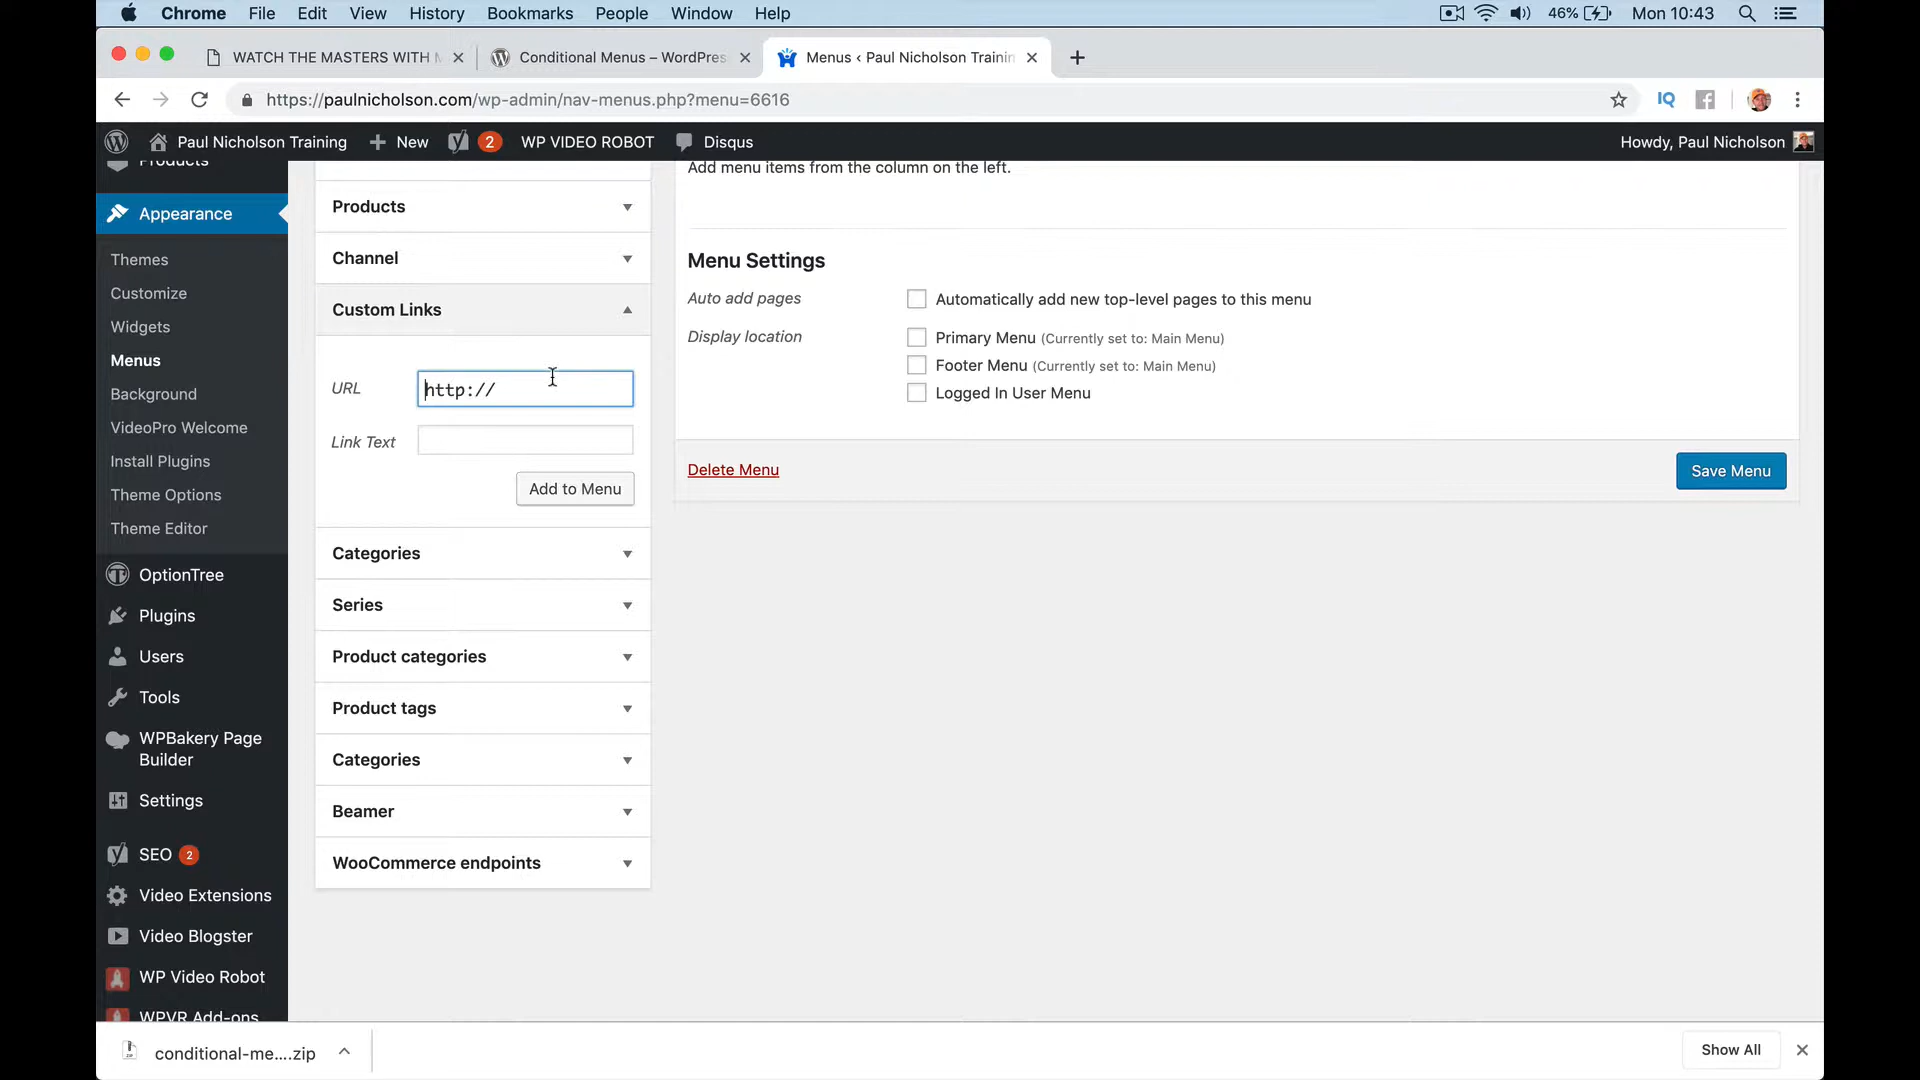 Chrome File Edit View History Bookmarks People Window Help 46% Mon 10:43
WATCH THE MASTERS WITH M Conditional Menus – WordPres Menus ‹ Paul Nicholson Trainin
https://paulnicholson.com/wp-admin/nav-menus.php?menu=6616 IQ
Paul Nicholson Training New 2 WP VIDEO ROBOT Disqus Howdy, Paul Nicholson
Products
Appearance
Themes
Customize
Widgets
Menus
Background
VideoPro Welcome
Install Plugins
Theme Options
Theme Editor
OptionTree
Plugins
Users
Tools
WPBakery Page
Builder
Settings
SEO 2
Video Extensions
Video Blogster
WP Video Robot
WPVR Add-ons
Products
Channel
Custom Links
URL http://
Link Text
Add to Menu
Categories
Series
Product categories
Product tags
Categories
Beamer
WooCommerce endpoints
Add menu items from the column on the left.
Menu Settings
Auto add pages Automatically add new top-level pages to this menu
Display location Primary Menu (Currently set to: Main Menu)
Footer Menu (Currently set to: Main Menu)
Logged In User Menu
Delete Menu Save Menu
conditional-me....zip Show All